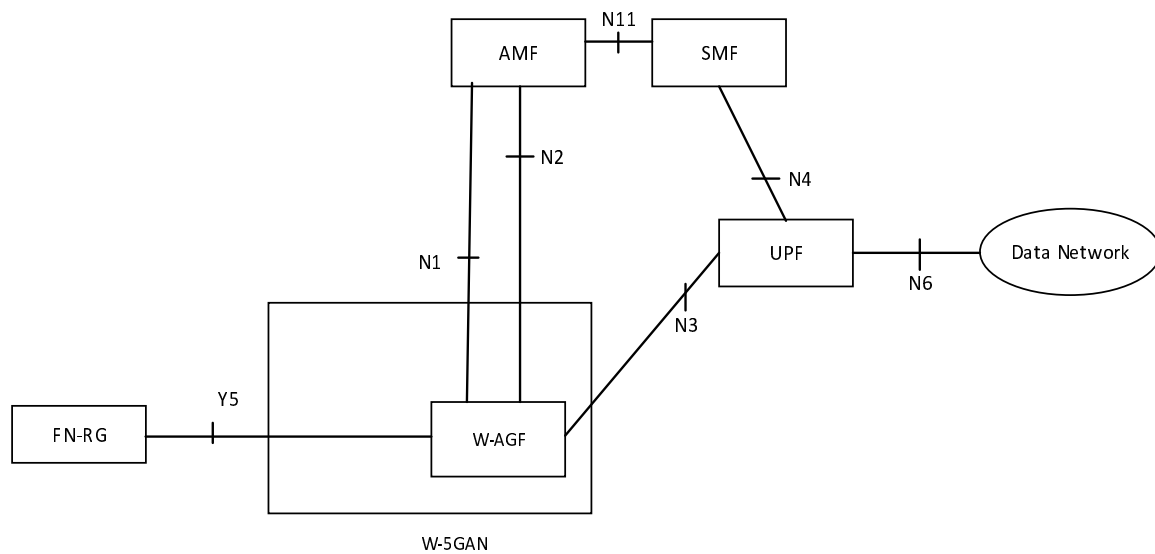 N11
AMF
SMF
N2
N4
N1
UPF
Data Network
N6
N3
Y5
FN-RG
W-AGF
W-5GAN